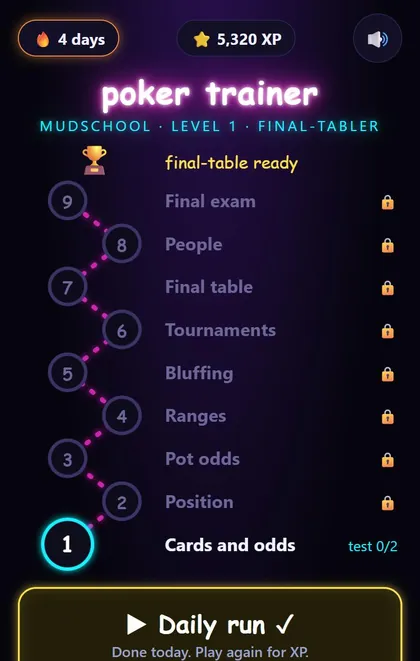 4 days
5,320 XP
poker trainer
MUDSCHOOL · LEVEL 1 · FINAL-TABLER
final-table ready
9 Final exam
8 People
7 Final table
6 Tournaments
5 Bluffing
4 Ranges
3 Pot odds
2 Position
1 Cards and odds test 0/2
▶ Daily run ✓
Done today. Play again for XP.